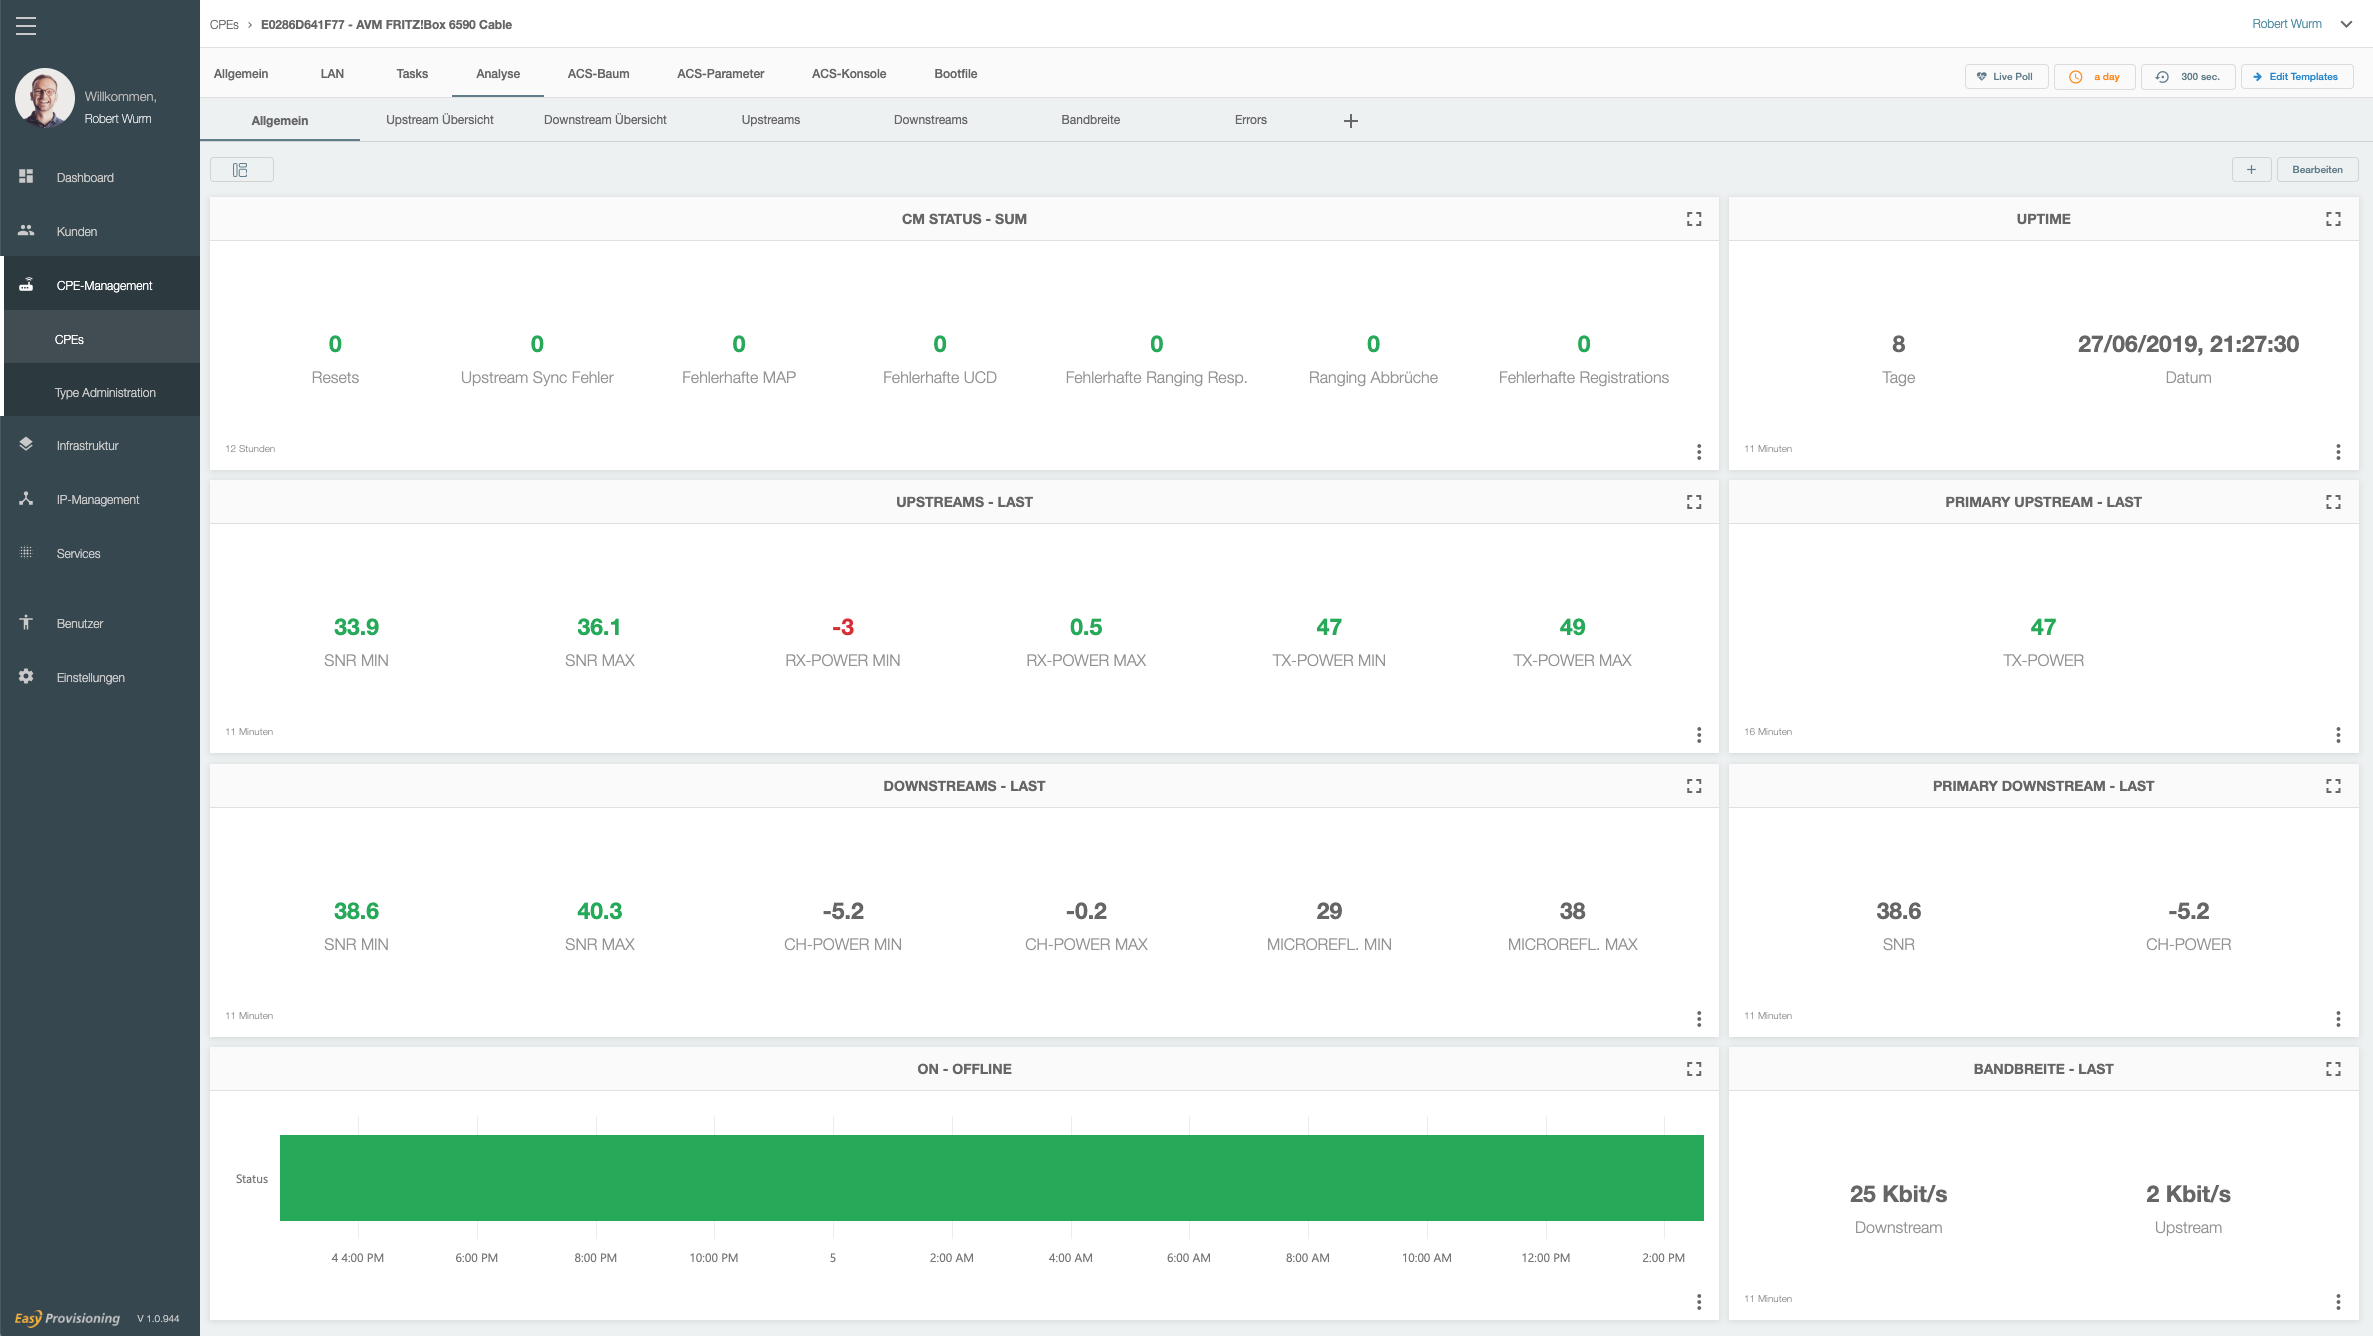 CPEs › E0286D641F77 - AVM FRITZ!Box 6590 Cable
Robert Wurm
Willkommen,
Robert Wurm
Dashboard
Kunden
CPE-Management
CPEs
Type Administration
Infrastruktur
IP-Management
Services
Benutzer
Einstellungen
Easy Provisioning V 1.0.944
Allgemein LAN Tasks Analyse ACS-Baum ACS-Parameter ACS-Konsole Bootfile
Live Poll a day 300 sec. Edit Templates
Allgemein Upstream Übersicht Downstream Übersicht Upstreams Downstreams Bandbreite Errors +
+ Bearbeiten
CM STATUS - SUM
0 0 0 0 0 0 0
Resets Upstream Sync Fehler Fehlerhafte MAP Fehlerhafte UCD Fehlerhafte Ranging Resp. Ranging Abbrüche Fehlerhafte Registrations
12 Stunden
UPTIME
8 27/06/2019, 21:27:30
Tage Datum
11 Minuten
UPSTREAMS - LAST
33.9 36.1 -3 0.5 47 49
SNR MIN SNR MAX RX-POWER MIN RX-POWER MAX TX-POWER MIN TX-POWER MAX
11 Minuten
PRIMARY UPSTREAM - LAST
47
TX-POWER
16 Minuten
DOWNSTREAMS - LAST
38.6 40.3 -5.2 -0.2 29 38
SNR MIN SNR MAX CH-POWER MIN CH-POWER MAX MICROREFL. MIN MICROREFL. MAX
11 Minuten
PRIMARY DOWNSTREAM - LAST
38.6 -5.2
SNR CH-POWER
11 Minuten
ON - OFFLINE
Status
4 4:00 PM 6:00 PM 8:00 PM 10:00 PM 5 2:00 AM 4:00 AM 6:00 AM 8:00 AM 10:00 AM 12:00 PM 2:00 PM
BANDBREITE - LAST
25 Kbit/s 2 Kbit/s
Downstream Upstream
11 Minuten